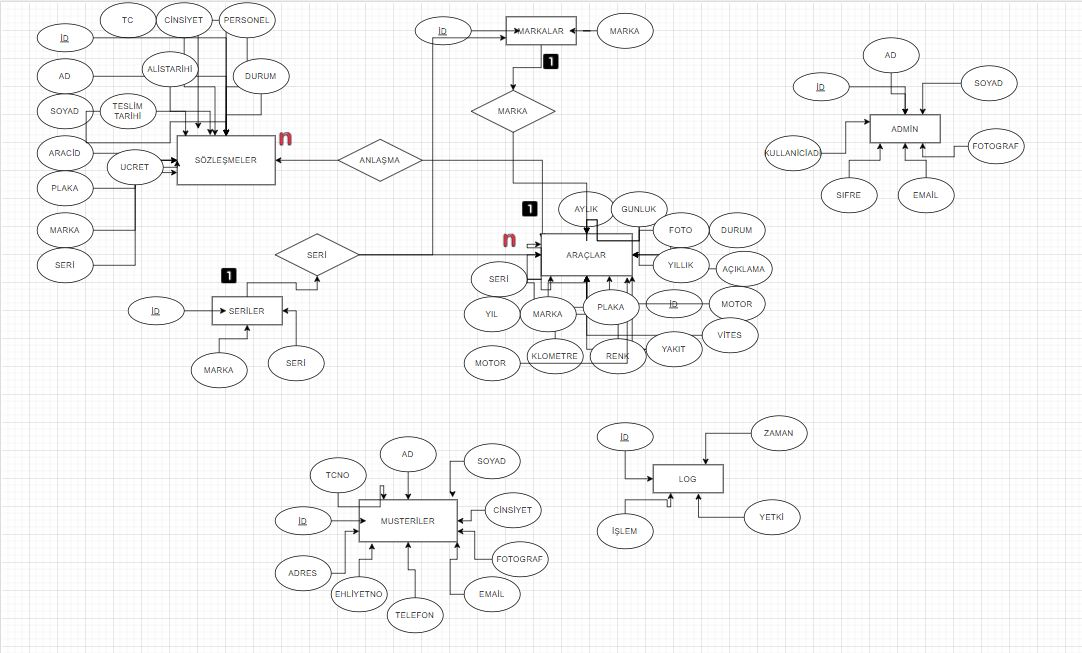 TC
CİNSİYET
PERSONEL
İD
AD
ALİSTARİHİ
DURUM
SOYAD
TESLİM
TARİHİ
ARACİD
UCRET
SÖZLEŞMELER
n
PLAKA
MARKA
SERİ
İD
MARKALAR
MARKA
1
MARKA
ANLAŞMA
AD
İD
SOYAD
ADMİN
KULLANİCİADİ
FOTOGRAF
SIFRE
EMAİL
1
AYLIK
GUNLUK
n
FOTO
DURUM
ARAÇLAR
SERİ
YILLIK
AÇIKLAMA
SERİ
1
İD
SERİLER
MARKA
SERİ
YIL
MARKA
PLAKA
İD
MOTOR
VİTES
MOTOR
KLOMETRE
RENK
YAKIT
TCNO
AD
SOYAD
İD
MUSTERİLER
CİNSİYET
ADRES
FOTOGRAF
EHLİYETNO
EMAİL
TELEFON
İD
ZAMAN
LOG
İŞLEM
YETKİ